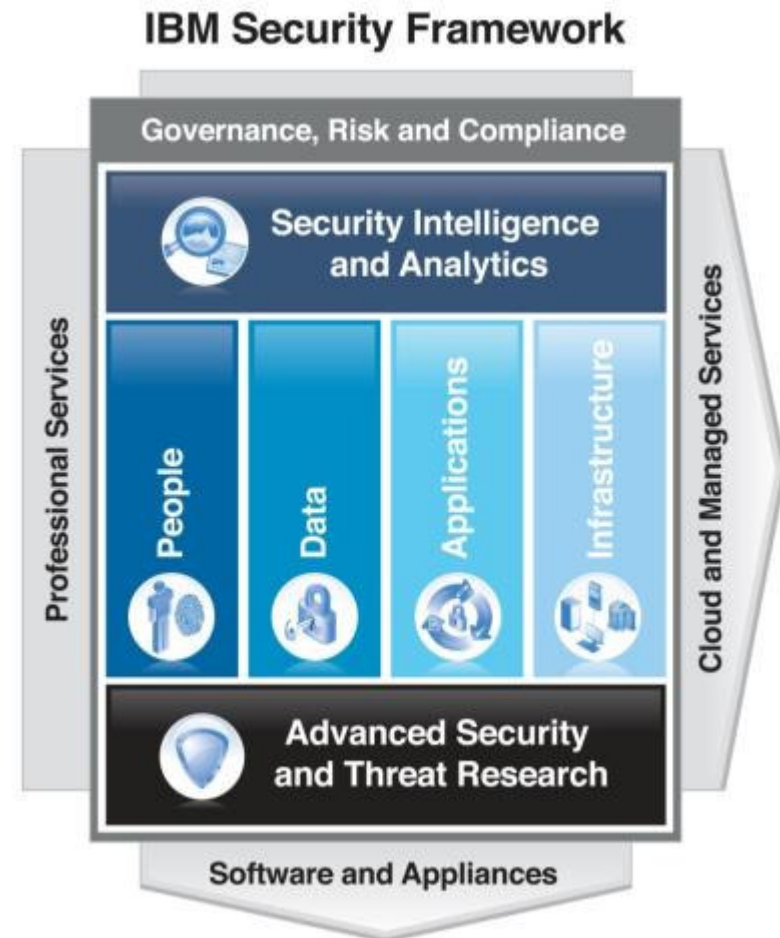 IBM Security Framework
Governance, Risk and Compliance
Security Intelligence
and Analytics
Professional Services
People
Data
Applications
Infrastructure
Cloud and Managed Services
Advanced Security
and Threat Research
Software and Appliances